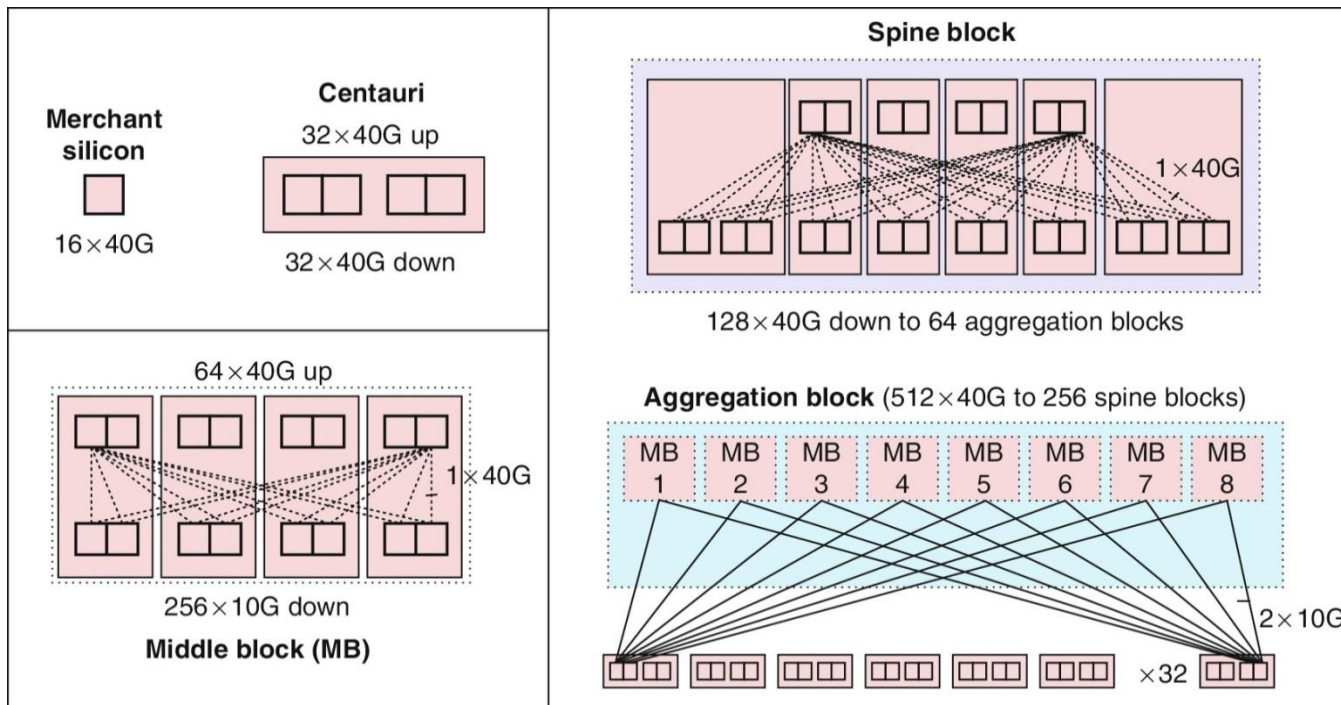 Merchant
silicon
16×40G
Centauri
32×40G up
32×40G down
64×40G up
1×40G
256×10G down
Middle block (MB)
Spine block
1×40G
128×40G down to 64 aggregation blocks
Aggregation block (512×40G to 256 spine blocks)
MB
1
MB
2
MB
3
MB
4
MB
5
MB
6
MB
7
MB
8
2×10G
×32